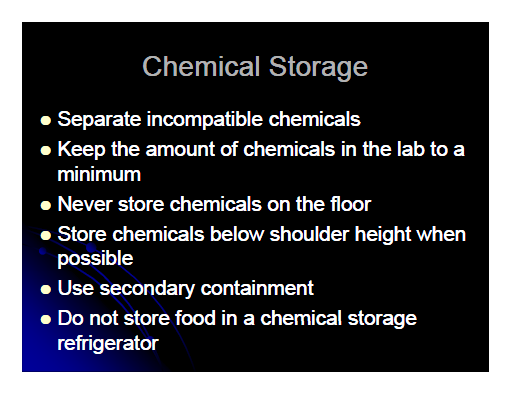 Chemical Storage
● Separate incompatible chemicals
● Keep the amount of chemicals in the lab to a
minimum
● Never store chemicals on the floor
● Store chemicals below shoulder height when
possible
● Use secondary containment
● Do not store food in a chemical storage
refrigerator